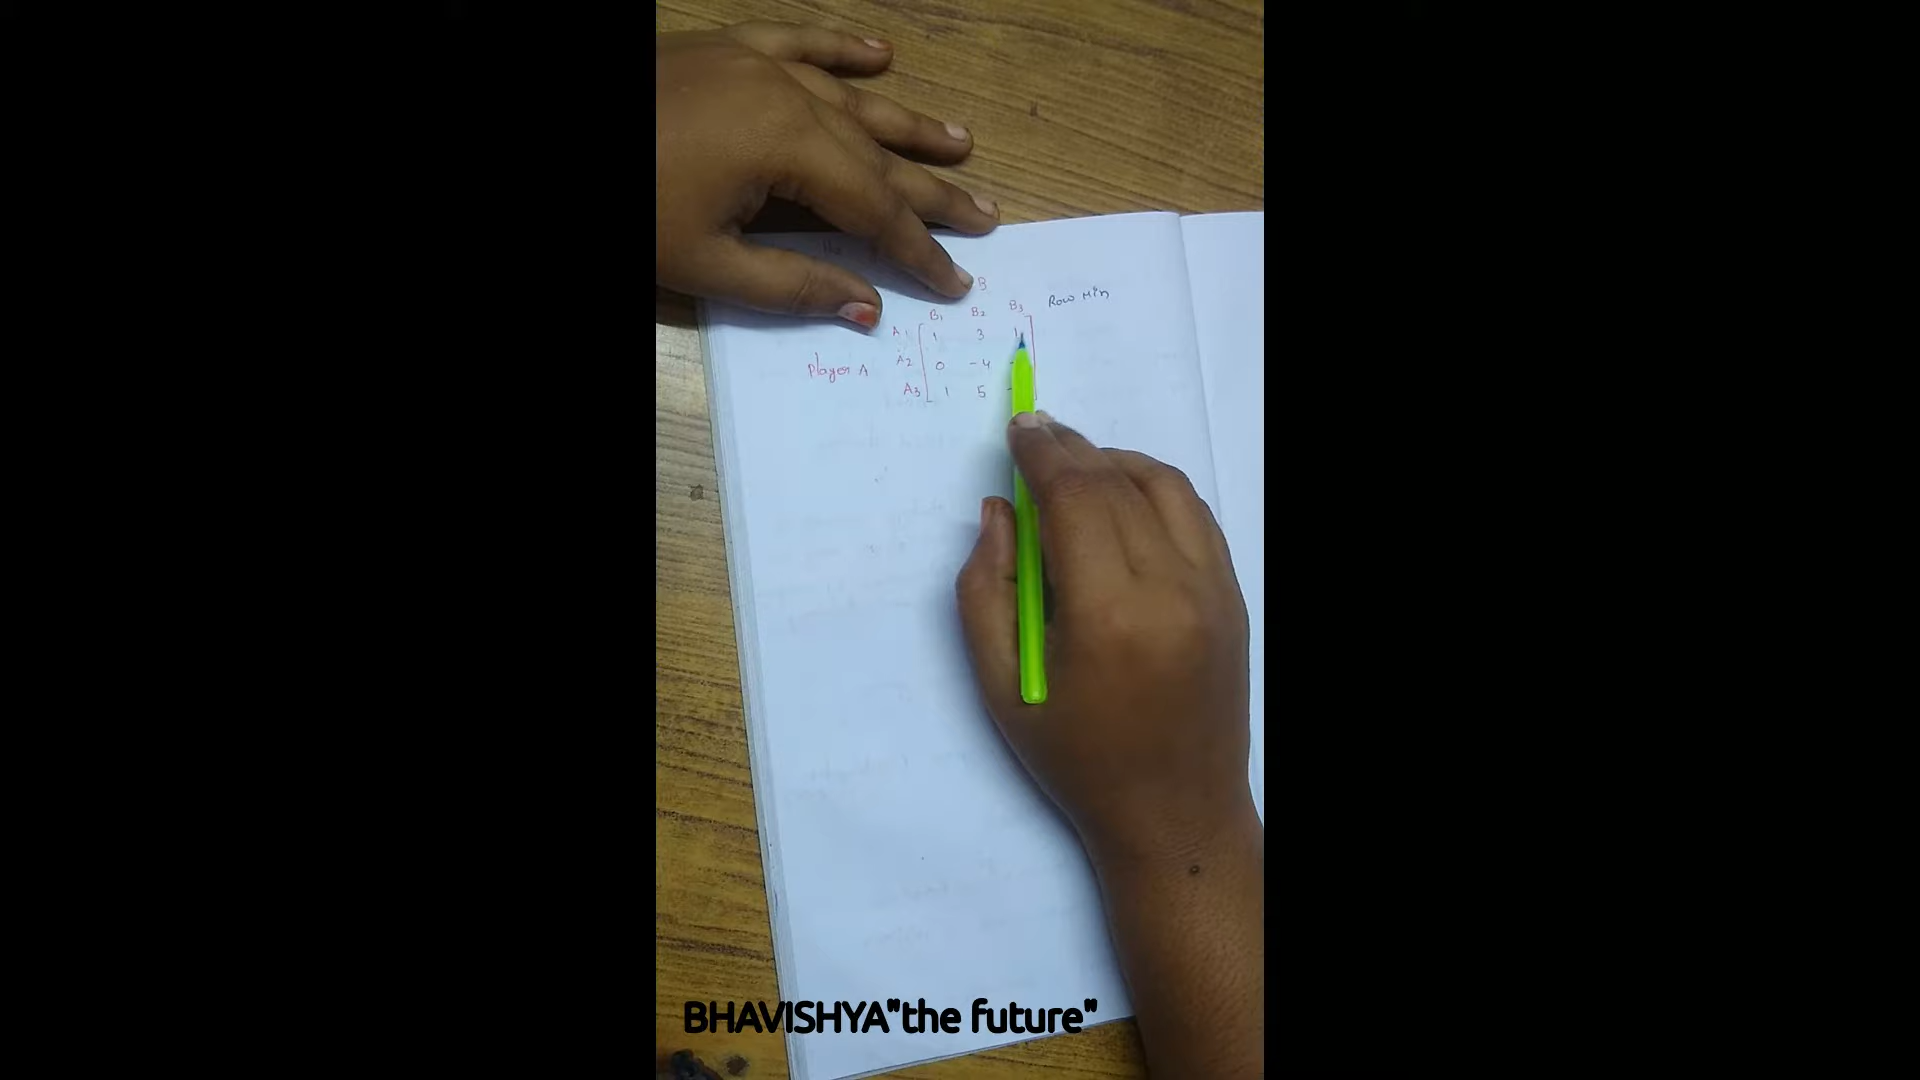 B
B1 B2 B3 Row Min
A1 1 3 1
Player A A2 0 -4 -
A3 1 5 -
BHAVISHYA"the future"